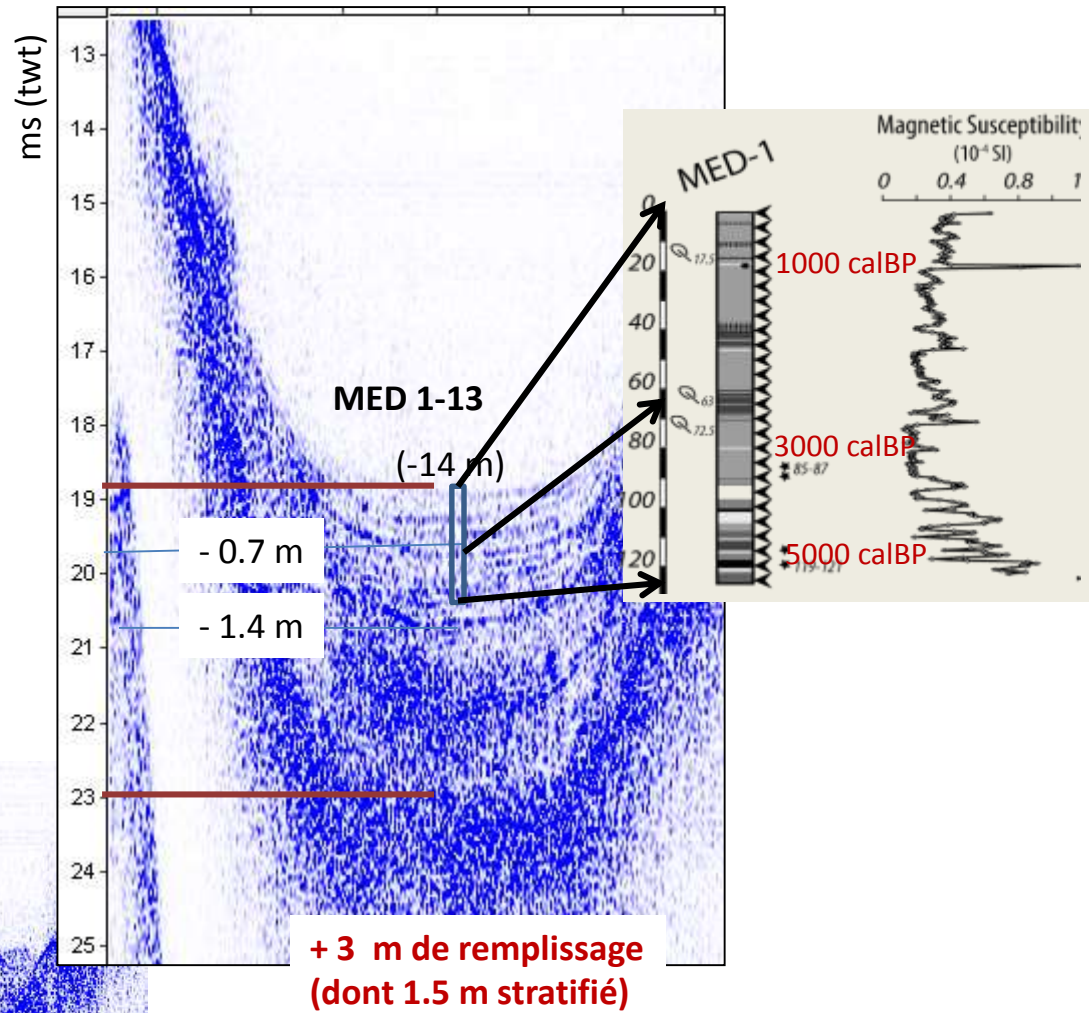 ms (twt)
13
14
15
16
17
18
19
20
21
22
23
24
25
MED 1-13
(-14 m)
- 0.7 m
- 1.4 m
+ 3 m de remplissage
(dont 1.5 m stratifié)
MED-1
Magnetic Susceptibility
(10⁻⁴ SI)
0 0.4 0.8 1
0
20
40
60
80
100
120
17.5
63
72.5
85-87
119-121
1000 calBP
3000 calBP
5000 calBP